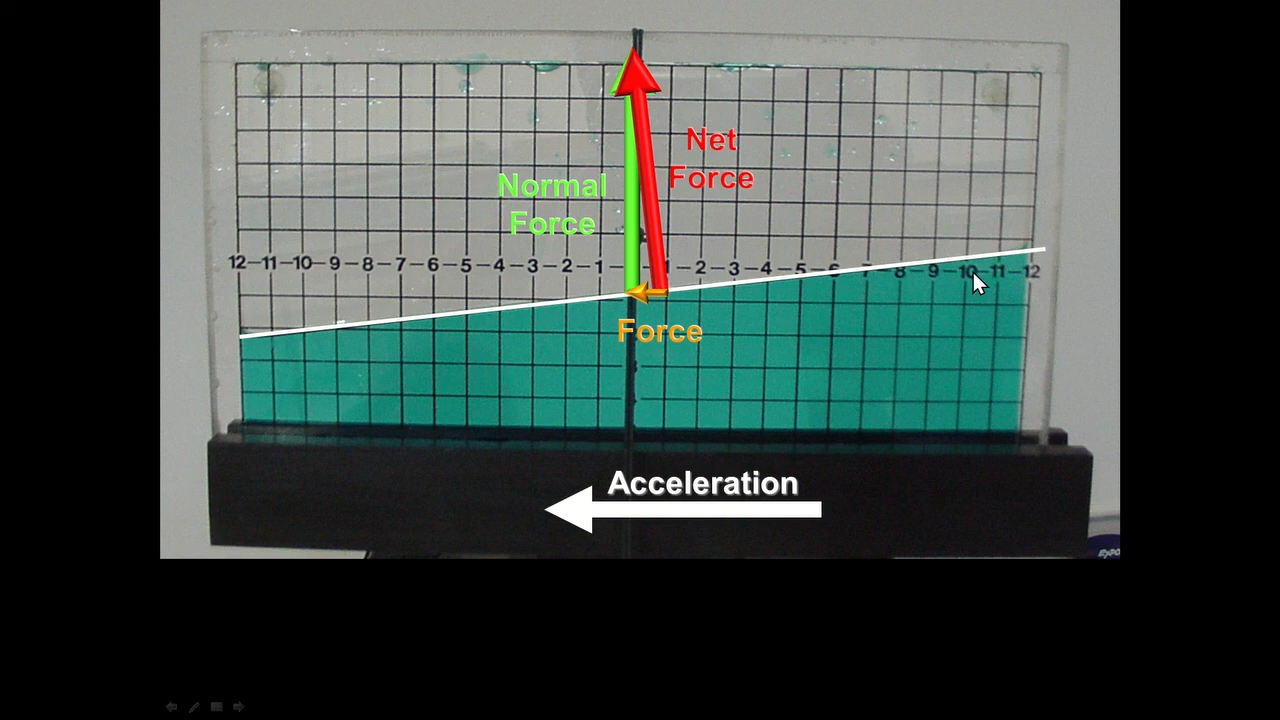 Net
Force
Normal
Force
12-11-10-9-8-7-6-5-4-3-2-1 1-2-3-4-5-6-7-8-9-10-11-12
Force
Acceleration